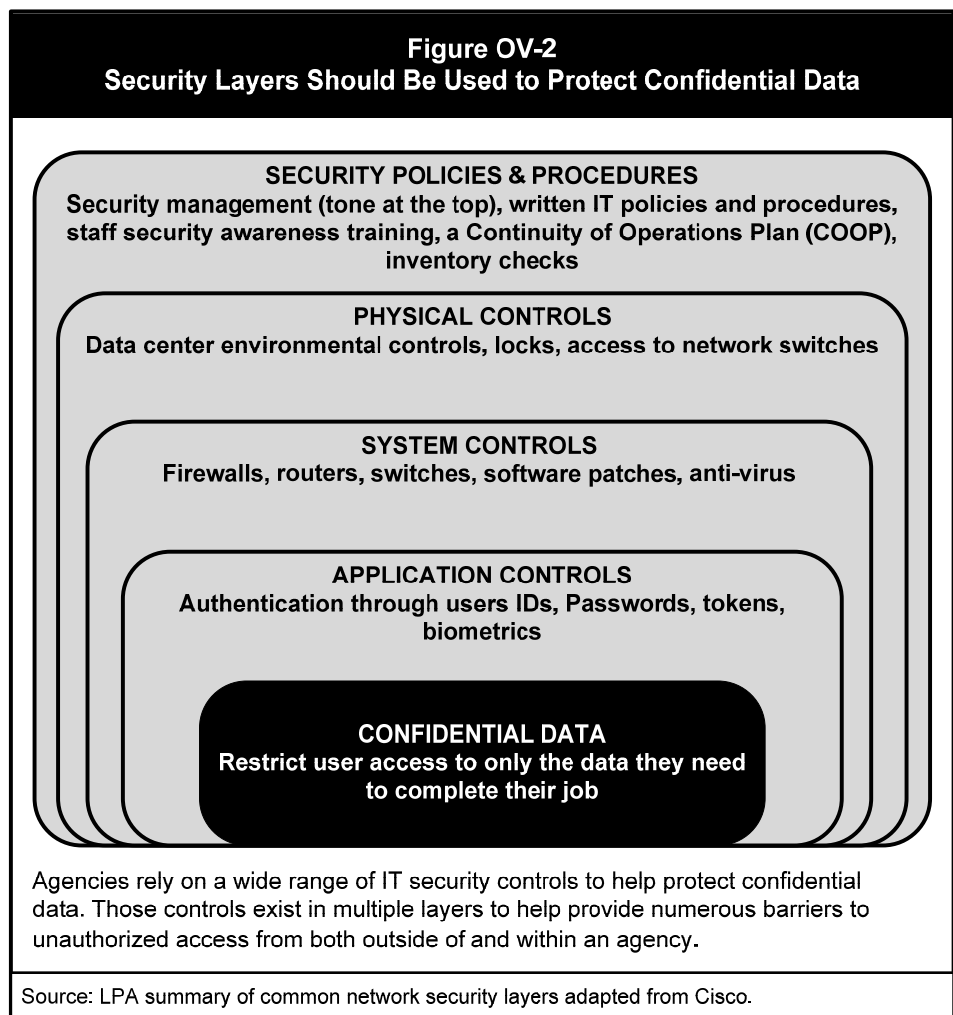 Figure OV-2
Security Layers Should Be Used to Protect Confidential Data
SECURITY POLICIES & PROCEDURES
Security management (tone at the top), written IT policies and procedures,
staff security awareness training, a Continuity of Operations Plan (COOP),
inventory checks
PHYSICAL CONTROLS
Data center environmental controls, locks, access to network switches
SYSTEM CONTROLS
Firewalls, routers, switches, software patches, anti-virus
APPLICATION CONTROLS
Authentication through users IDs, Passwords, tokens,
biometrics
CONFIDENTIAL DATA
Restrict user access to only the data they need
to complete their job
Agencies rely on a wide range of IT security controls to help protect confidential
data. Those controls exist in multiple layers to help provide numerous barriers to
unauthorized access from both outside of and within an agency.
Source: LPA summary of common network security layers adapted from Cisco.